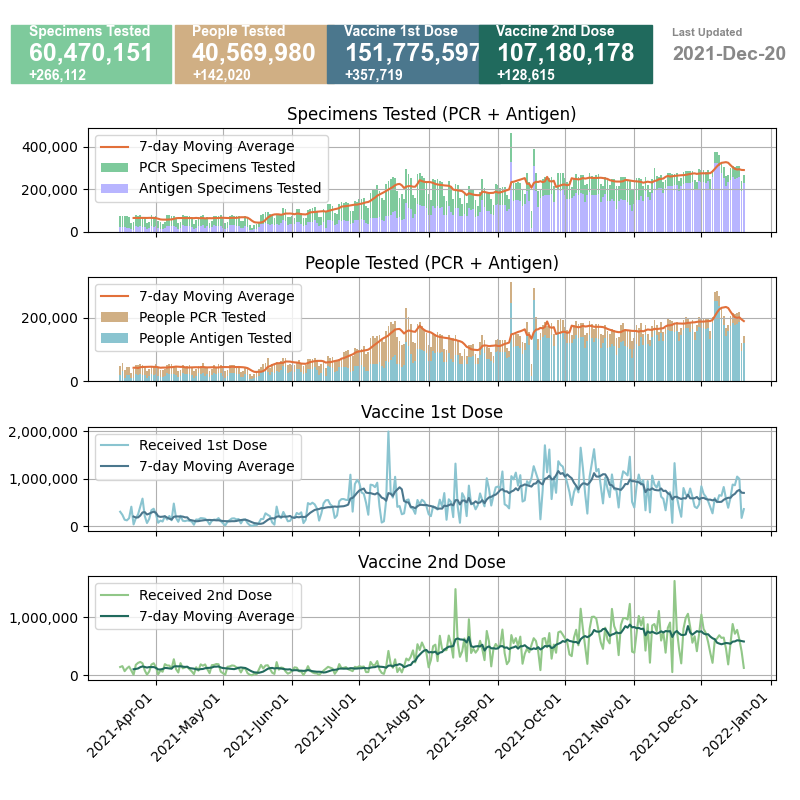 Specimens Tested
60,470,151
+266,112
People Tested
40,569,980
+142,020
Vaccine 1st Dose
151,775,597
+357,719
Vaccine 2nd Dose
107,180,178
+128,615
Last Updated
2021-Dec-20
Specimens Tested (PCR + Antigen)
400,000
200,000
0
7-day Moving Average
PCR Specimens Tested
Antigen Specimens Tested
People Tested (PCR + Antigen)
200,000
0
7-day Moving Average
People PCR Tested
People Antigen Tested
Vaccine 1st Dose
2,000,000
1,000,000
0
Received 1st Dose
7-day Moving Average
Vaccine 2nd Dose
1,000,000
0
Received 2nd Dose
7-day Moving Average
2021-Apr-01
2021-May-01
2021-Jun-01
2021-Jul-01
2021-Aug-01
2021-Sep-01
2021-Oct-01
2021-Nov-01
2021-Dec-01
2022-Jan-01